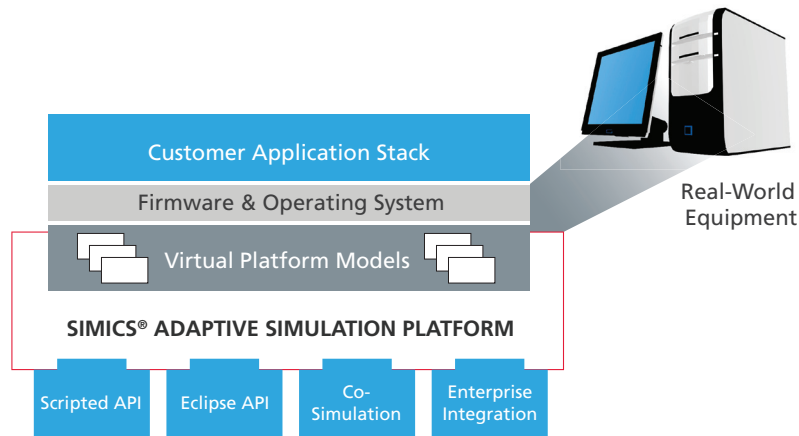 Customer Application Stack
Firmware & Operating System
Real-World
Equipment
Virtual Platform Models
SIMICS® ADAPTIVE SIMULATION PLATFORM
Scripted API
Eclipse API
Co-
Simulation
Enterprise
Integration